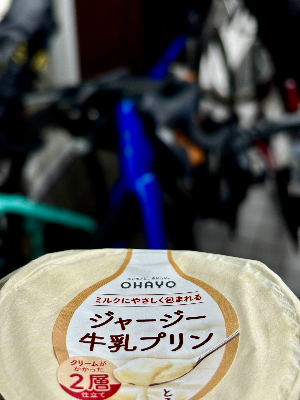 OHAYO
ミルクにやさしく包まれる
ジャージー
牛乳プリン
クリームが
かかった
2層
仕立て
と